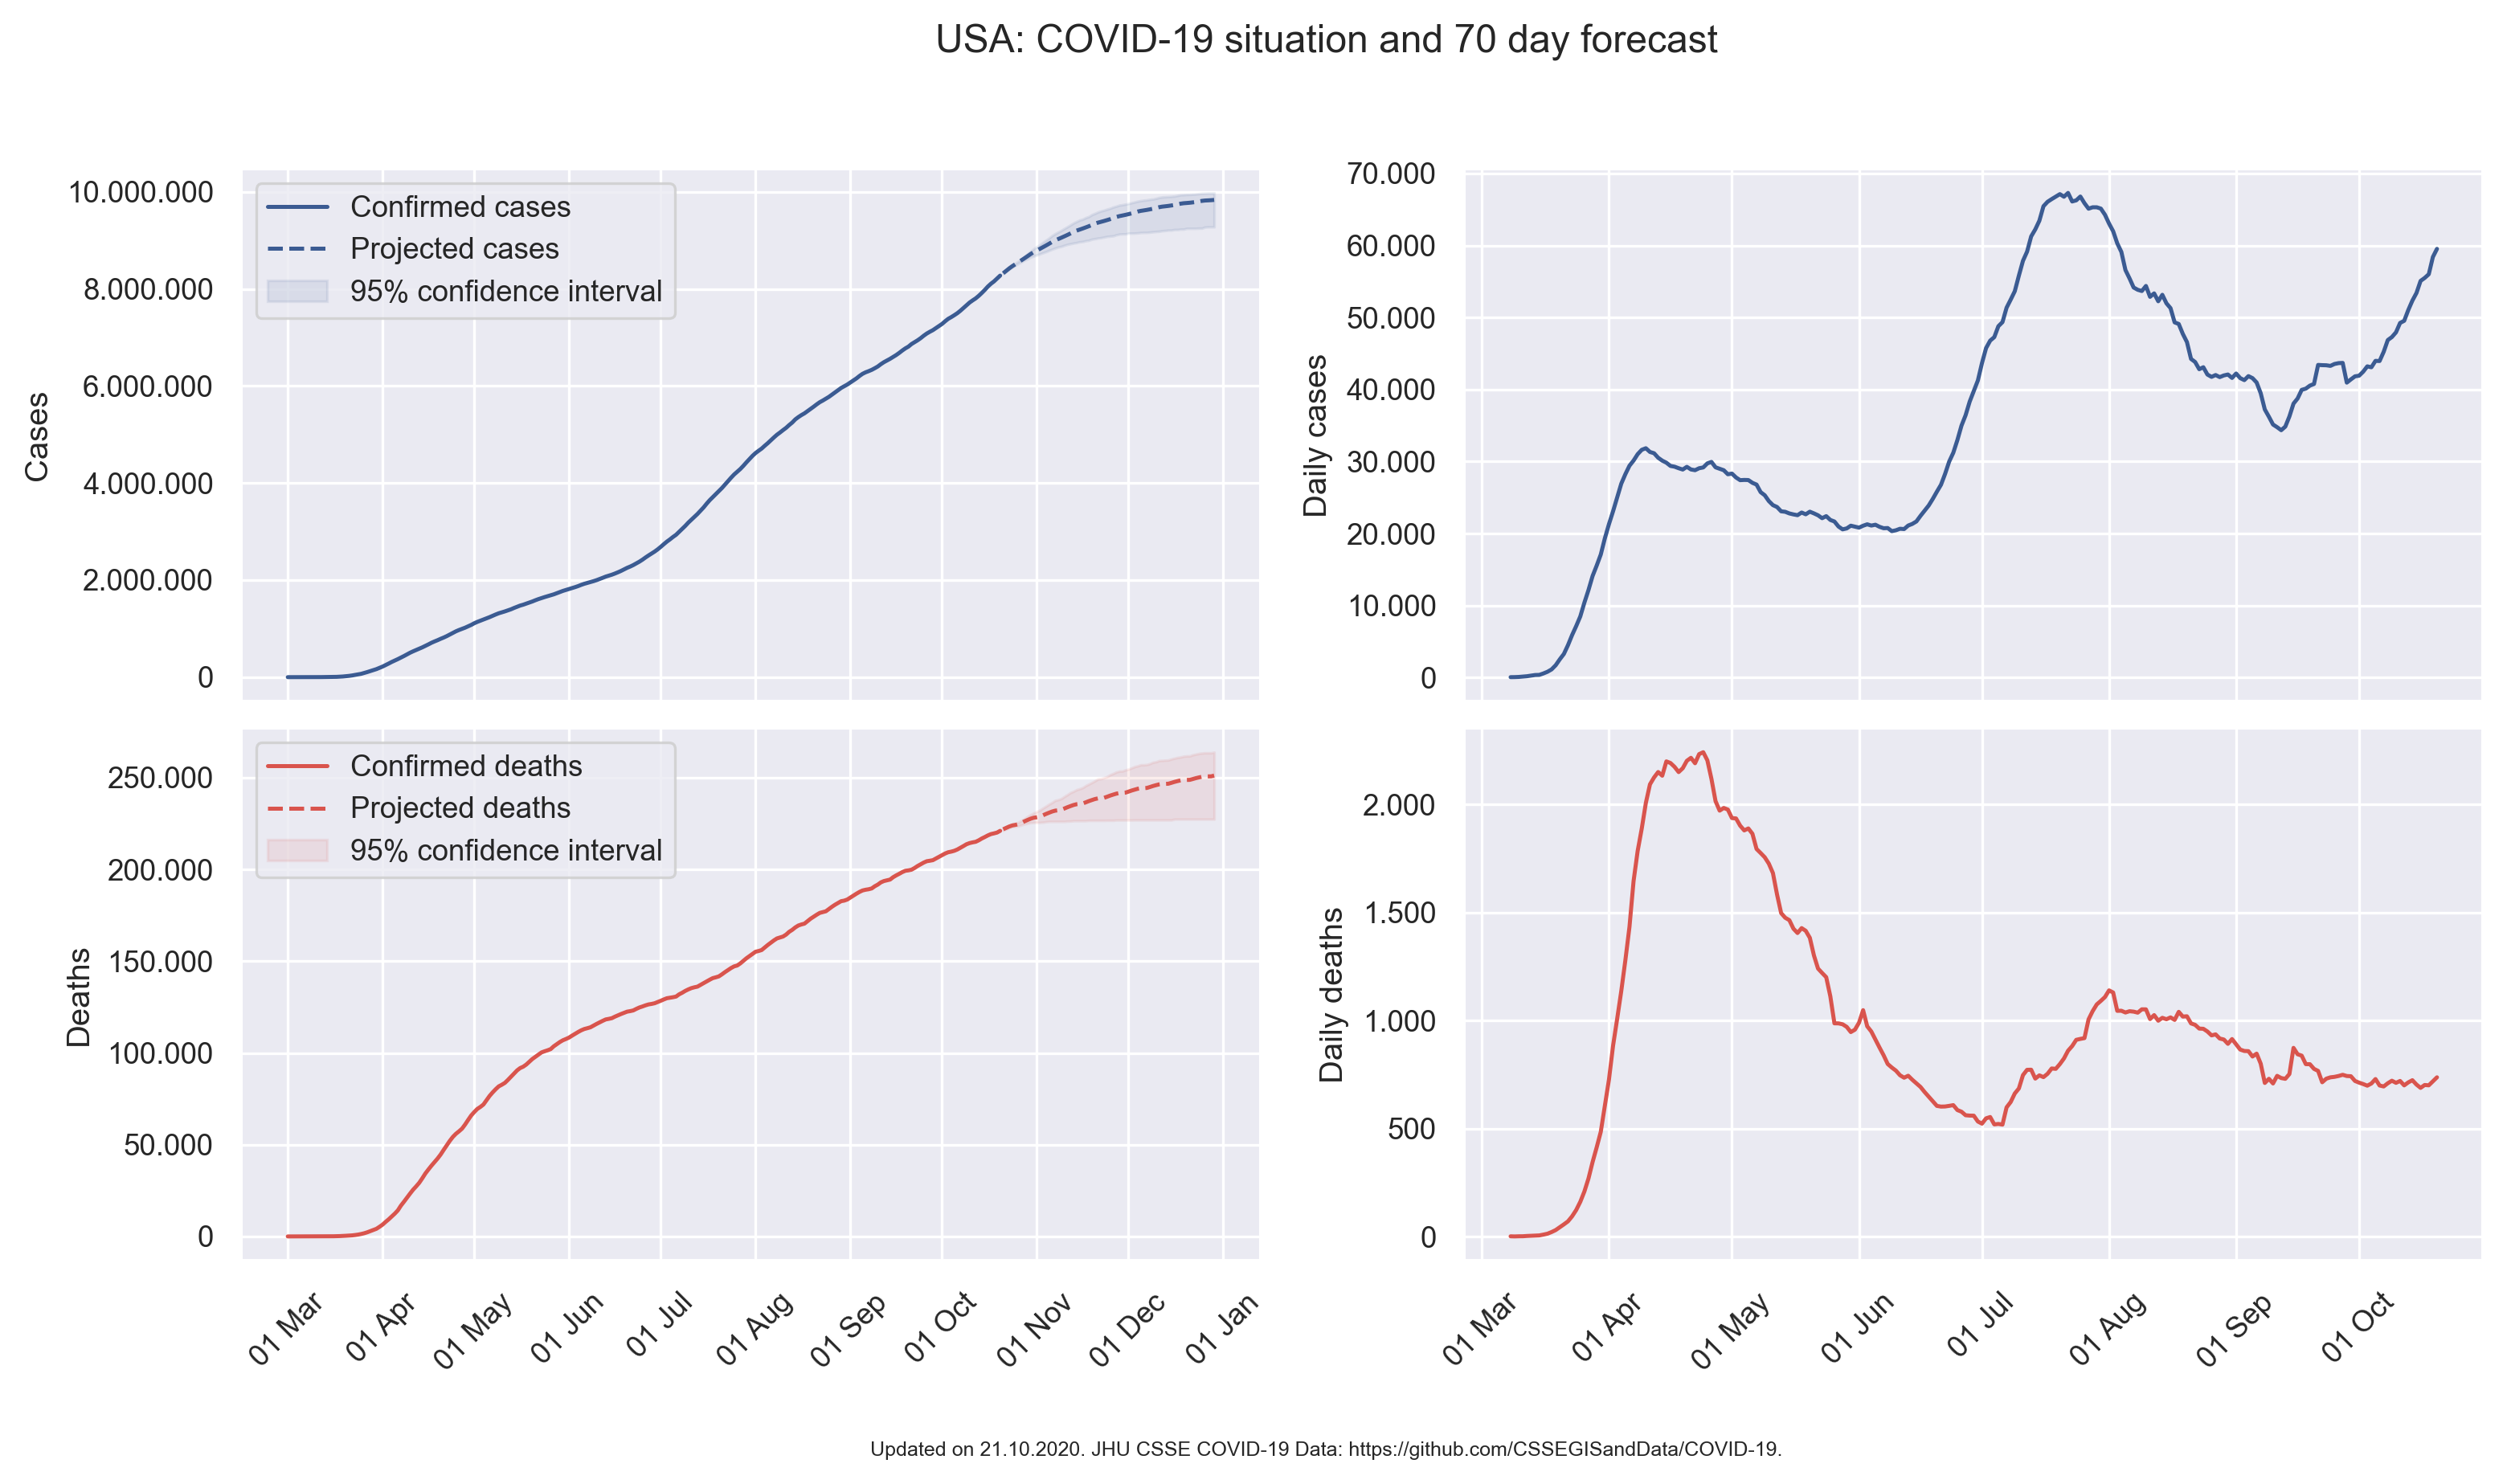 USA: COVID-19 situation and 70 day forecast
Cases
10.000.000
8.000.000
6.000.000
4.000.000
2.000.000
0
Confirmed cases
Projected cases
95% confidence interval
Daily cases
70.000
60.000
50.000
40.000
30.000
20.000
10.000
0
Deaths
250.000
200.000
150.000
100.000
50.000
0
Confirmed deaths
Projected deaths
95% confidence interval
01 Mar
01 Apr
01 May
01 Jun
01 Jul
01 Aug
01 Sep
01 Oct
01 Nov
01 Dec
01 Jan
Daily deaths
2.000
1.500
1.000
500
0
01 Mar
01 Apr
01 May
01 Jun
01 Jul
01 Aug
01 Sep
01 Oct
Updated on 21.10.2020. JHU CSSE COVID-19 Data: https://github.com/CSSEGISandData/COVID-19.